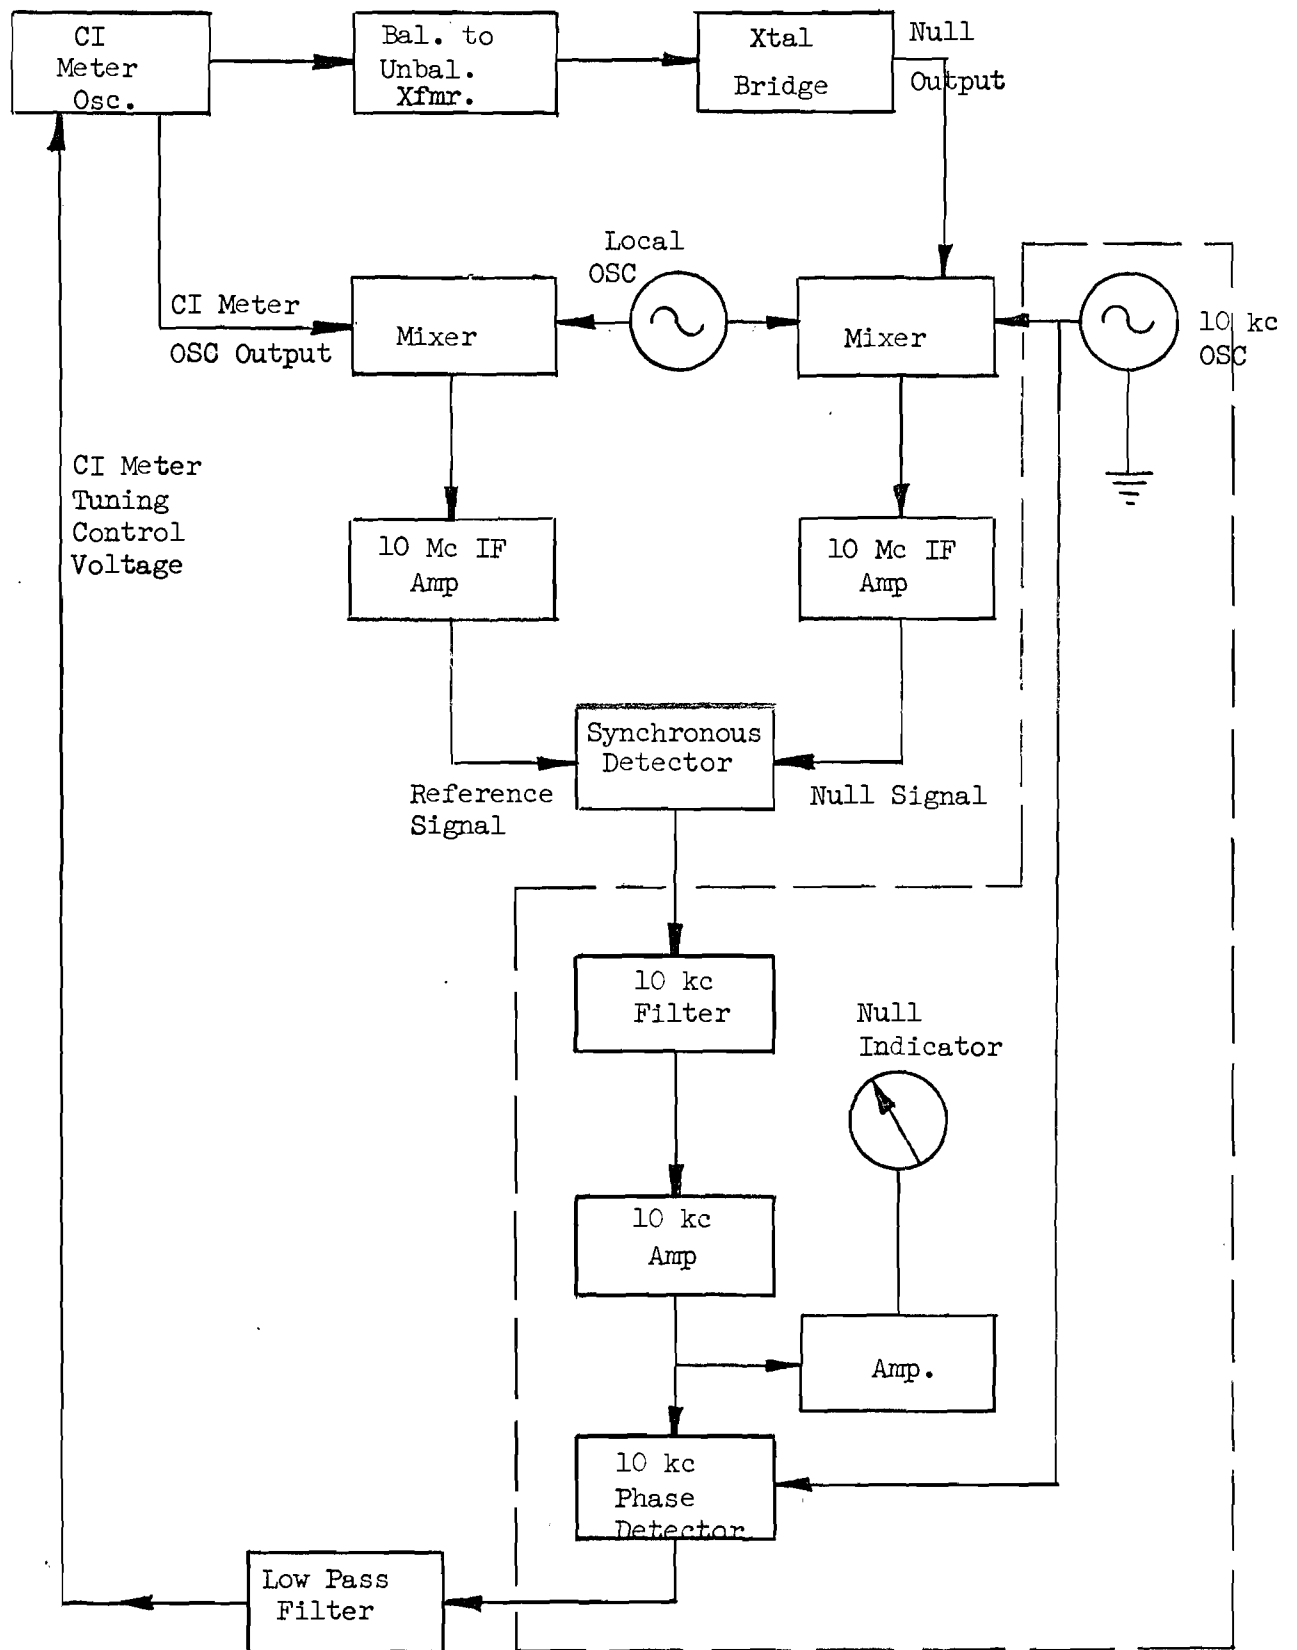 CI
Meter
Osc.
Bal. to
Unbal.
Xfmr.
Xtal
Bridge
Null
Output
Local
OSC
CI Meter
OSC Output
Mixer
Mixer
10 kc
OSC
CI Meter
Tuning
Control
Voltage
10 Mc IF
Amp
10 Mc IF
Amp
Synchronous
Detector
Reference
Signal
Null Signal
10 kc
Filter
Null
Indicator
10 kc
Amp
Amp.
10 kc
Phase
Detector
Low Pass
Filter